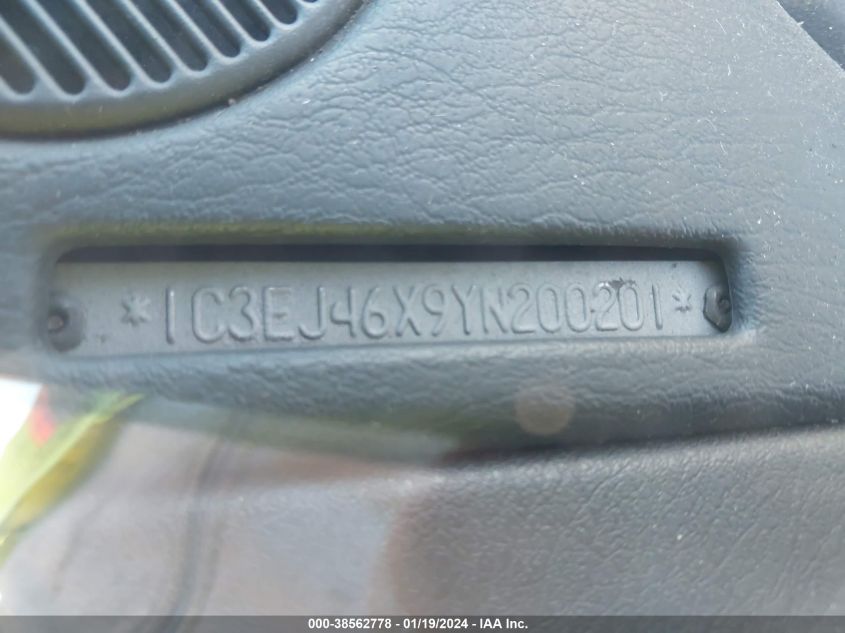 *1C3EJ46X9YN200201*
000-38562778 - 01/19/2024 - IAA Inc.